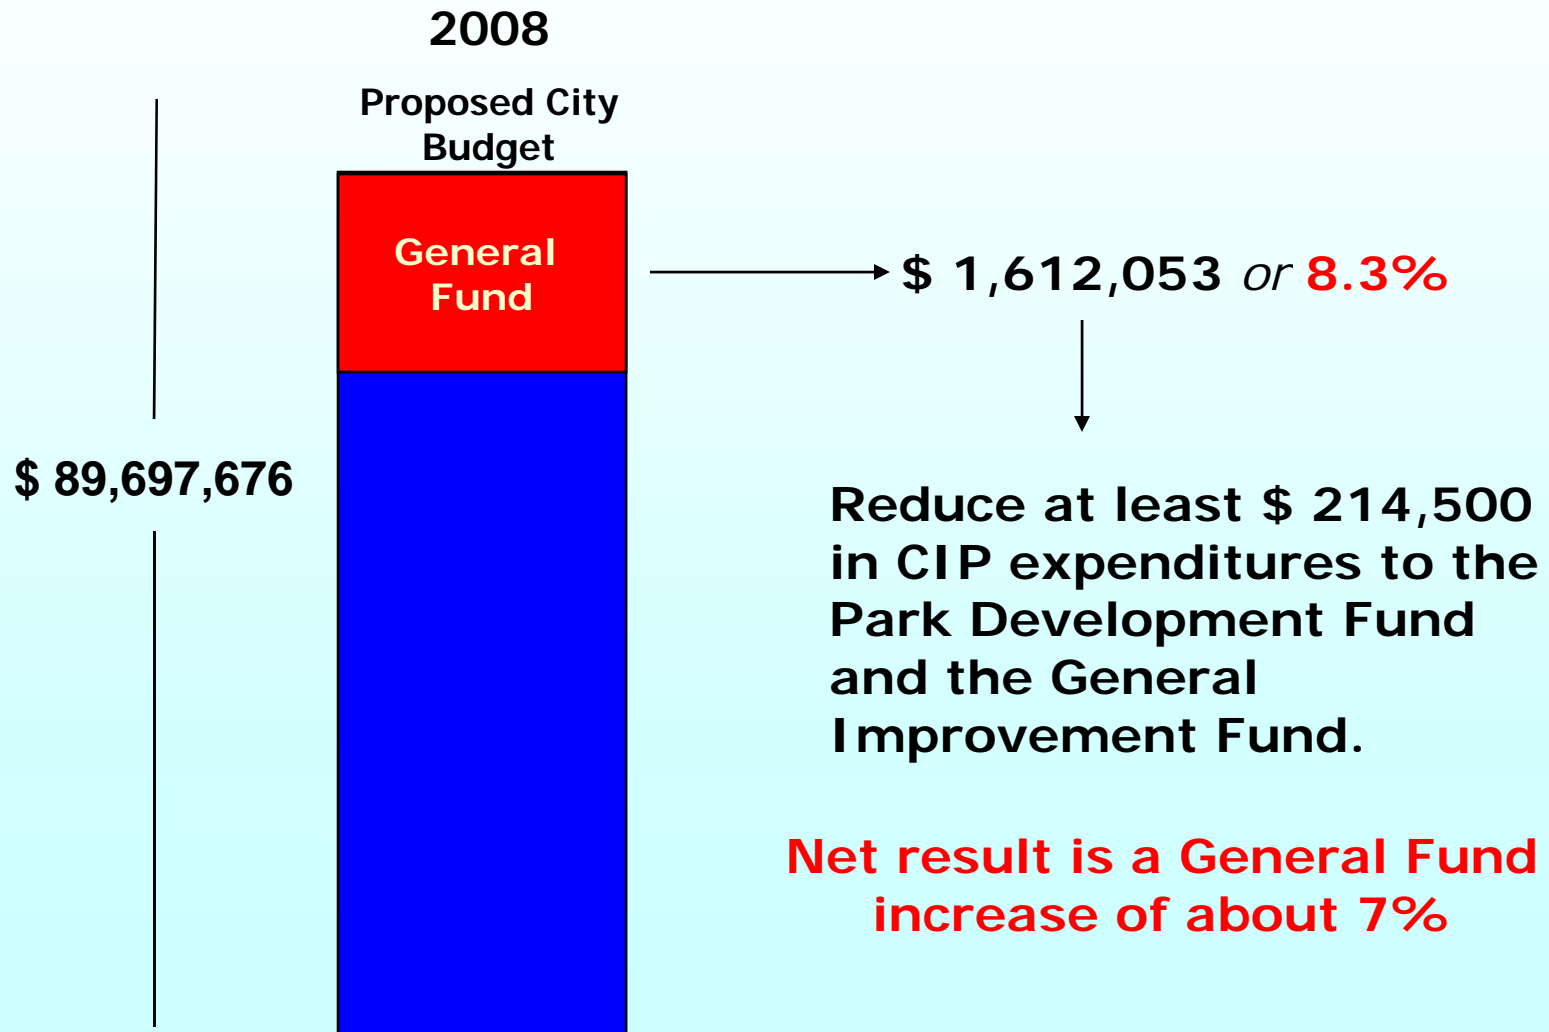 2008
Proposed City
Budget
General
Fund
$ 1,612,053 or 8.3%
$ 89,697,676
Reduce at least $ 214,500
in CIP expenditures to the
Park Development Fund
and the General
Improvement Fund.
Net result is a General Fund
increase of about 7%